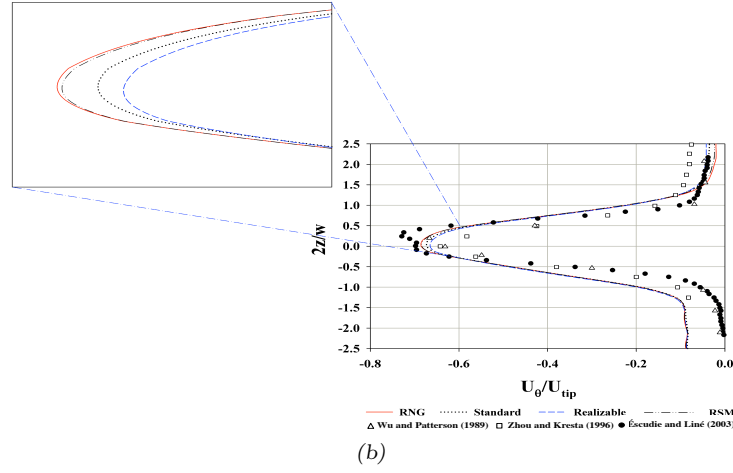 2z/w
2.5
2.0
1.5
1.0
0.5
0.0
-0.5
-1.0
-1.5
-2.0
-2.5
-0.8 -0.6 -0.4 -0.2 0.0
Uθ/Utip
RNG Standard Realizable RSM
Wu and Patterson (1989) Zhou and Kresta (1996) Éscudie and Liné (2003)
(b)